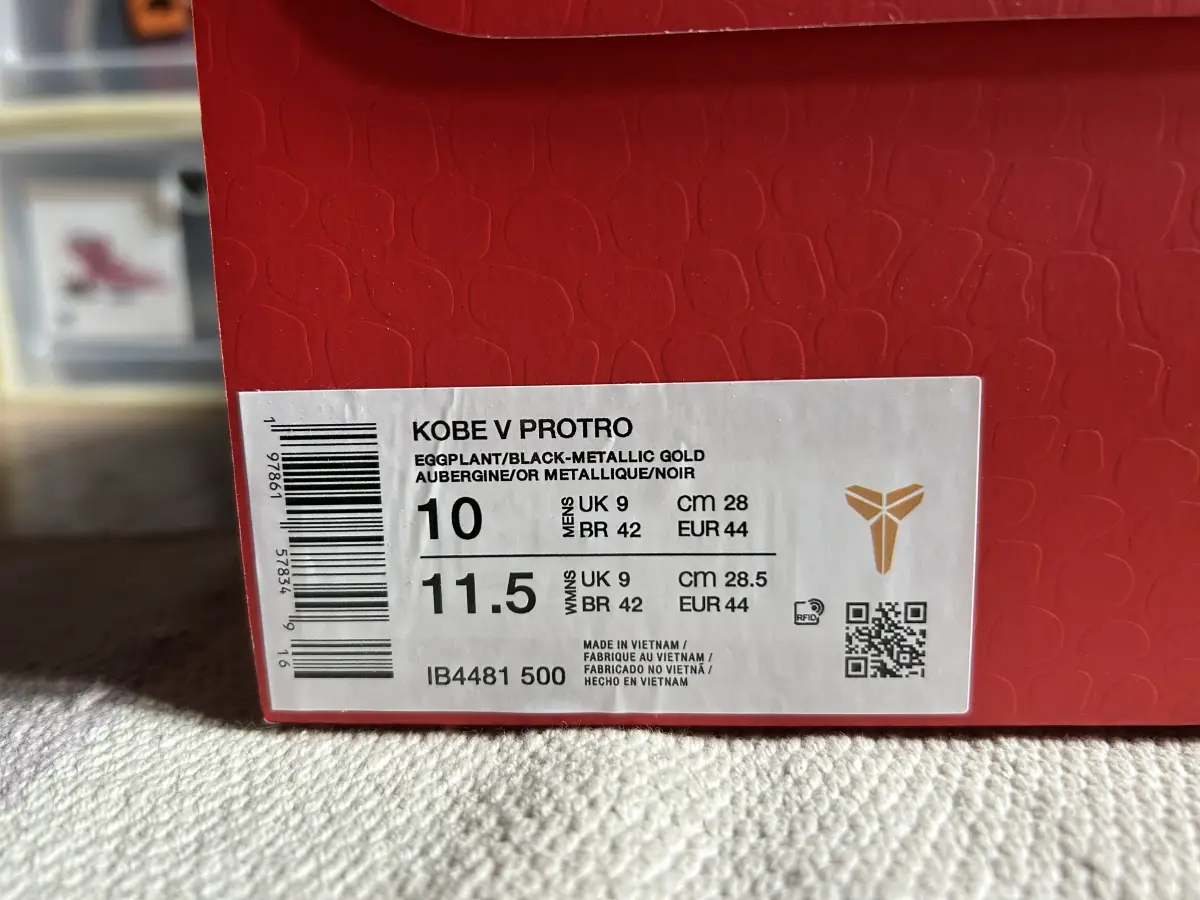 KOBE V PROTRO
EGGPLANT/BLACK-METALLIC GOLD
AUBERGINE/OR METALLIQUE/NOIR
10 MENS UK 9 cm 28
BR 42 EUR 44
11.5 WMNS UK 9 cm 28.5
BR 42 EUR 44
RFID
IB4481 500
MADE IN VIETNAM /
FABRIQUE AU VIETNAM /
FABRICADO NO VIETNÃ /
HECHO EN VIETNAM
1 97861 57834 9 16